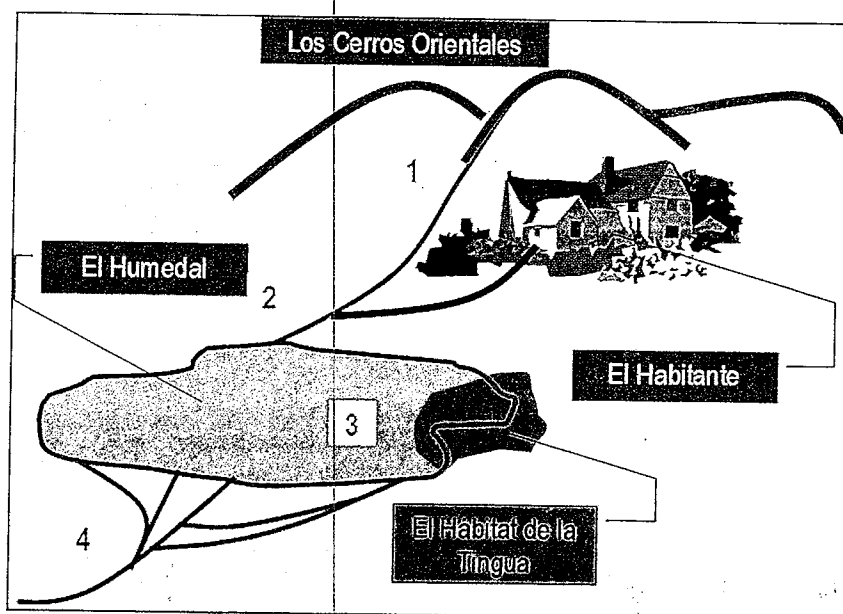 Los Cerros Orientales
1
El Humedal
2
El Habitante
3
El Hábitat de la
Tingua
4